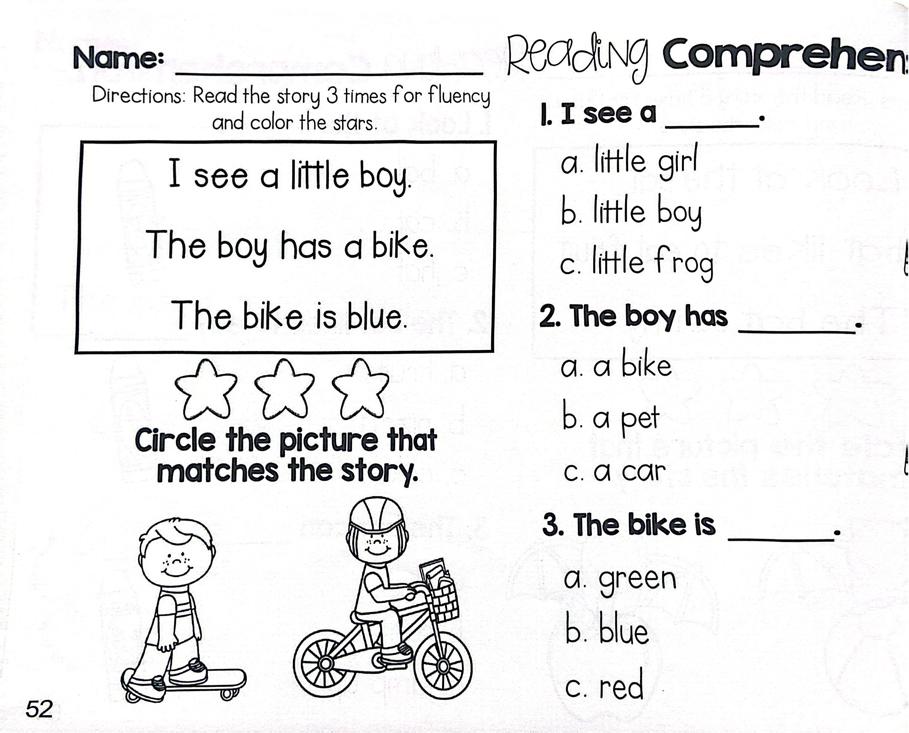 Name:
Directions: Read the story 3 times for fluency
and color the stars.
I see a little boy.
The boy has a bike.
The bike is blue.
Circle the picture that
matches the story.
52
Reading Comprehen
1. I see a ______.
a. little girl
b. little boy
c. little frog
2. The boy has ________.
a. a bike
b. a pet
c. a car
3. The bike is _______.
a. green
b. blue
c. red